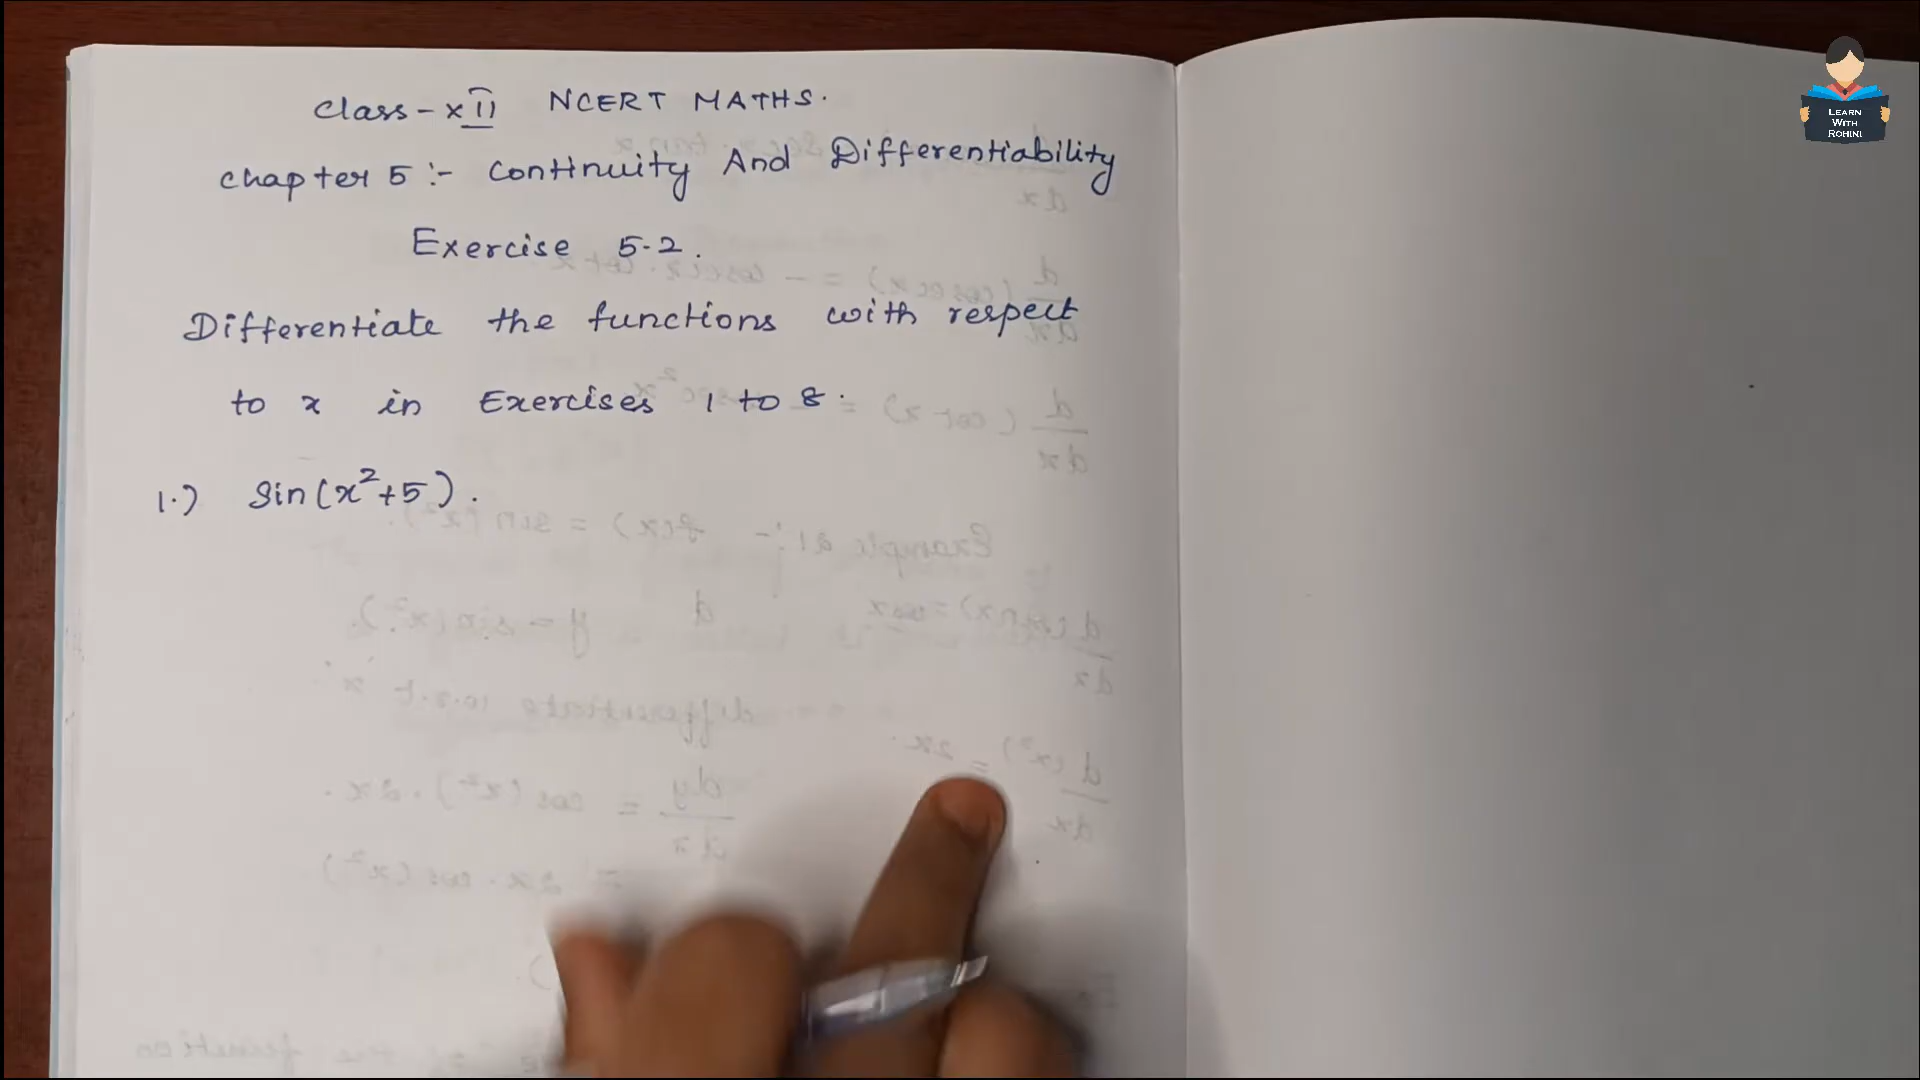 Class - XII NCERT MATHS.
Chapter 5 :- Continuity And Differentiability
Exercise 5.2.
Differentiate the functions with respect
to x in Exercises 1 to 8.
1.) Sin(x²+5).
LEARN
WITH
ROHINI